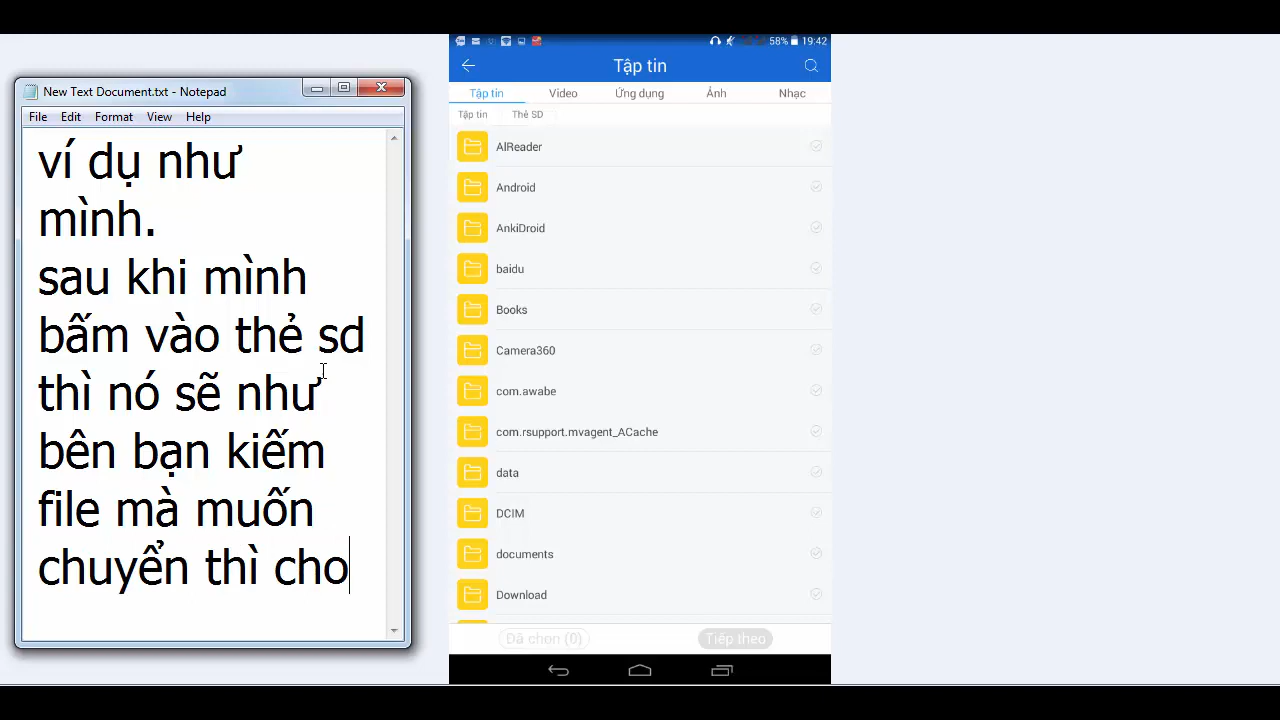 New Text Document.txt - Notepad
File Edit Format View Help
ví dụ như
mình.
sau khi mình
bấm vào thẻ sd
thì nó sẽ như
bên bạn kiếm
file mà muốn
chuyển thì cho
58% 19:42
Tập tin
Tập tin Video Ứng dụng Ảnh Nhạc
Tập tin Thẻ SD
AlReader
Android
AnkiDroid
baidu
Books
Camera360
com.awabe
com.rsupport.mvagent_ACache
data
DCIM
documents
Download
Đã chọn (0) Tiếp theo